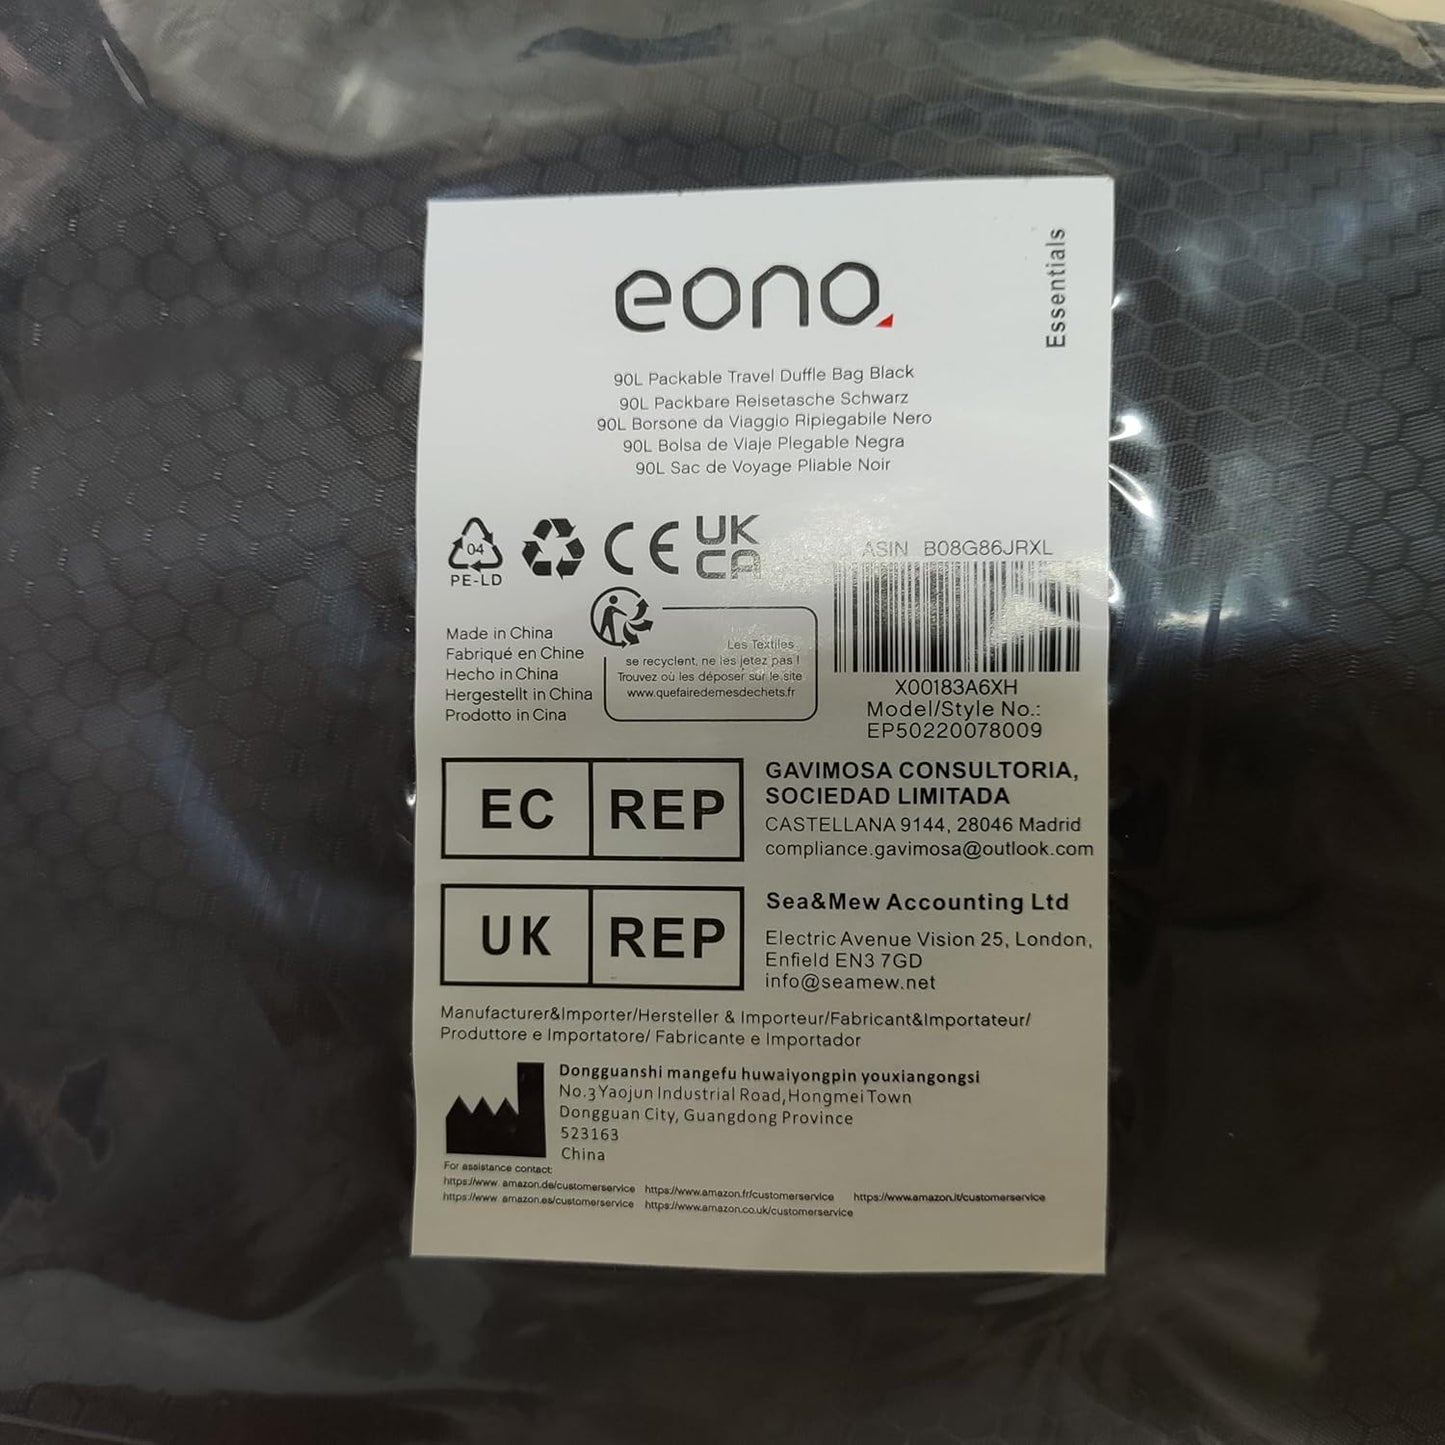 eono
Essentials
90L Packable Travel Duffle Bag Black
90L Packbare Reisetasche Schwarz
90L Borsone da Viaggio Ripiegabile Nero
90L Bolsa de Viaje Plegable Negra
90L Sac de Voyage Pliable Noir
04
PE-LD
CE
UK
CA
ASIN B08G86JRXL
X00183A6XH
Model/Style No.:
EP50220078009
Made in China
Fabriqué en Chine
Hecho in China
Hergestellt in China
Prodotto in Cina
Les Textiles
se recyclent, ne les jetez pas !
Trouvez où les déposer sur le site
www.quefairedemesdechets.fr
EC REP
GAVIMOSA CONSULTORIA,
SOCIEDAD LIMITADA
CASTELLANA 9144, 28046 Madrid
compliance.gavimosa@outlook.com
UK REP
Sea&Mew Accounting Ltd
Electric Avenue Vision 25, London,
Enfield EN3 7GD
info@seamew.net
Manufacturer&Importer/Hersteller & Importeur/Fabricant&Importateur/
Produttore e Importatore/ Fabricante e Importador
Dongguanshi mangefu huwaiyongpin youxiangongsi
No.3 Yaojun Industrial Road, Hongmei Town
Dongguan City, Guangdong Province
523163
China
For assistance contact:
https://www. amazon.de/customerservice https://www.amazon.fr/customerservice https://www.amazon.it/customerservice
https://www. amazon.es/customerservice https://www.amazon.co.uk/customerservice